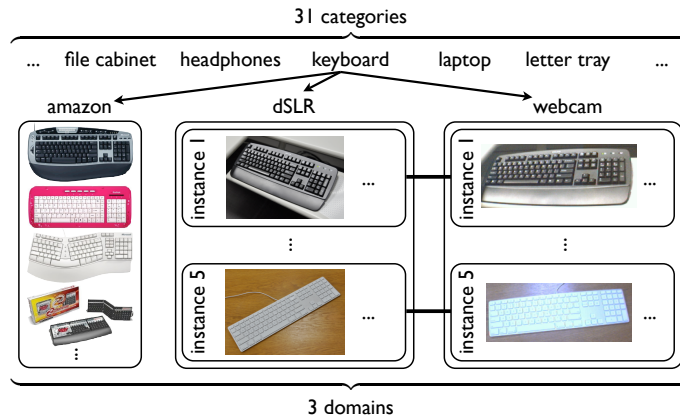 31 categories
... file cabinet headphones keyboard laptop letter tray ...
amazon dSLR webcam
instance 1 ... instance 1 ...
⋮
⋮
instance 5 ... instance 5 ...
⋮
3 domains